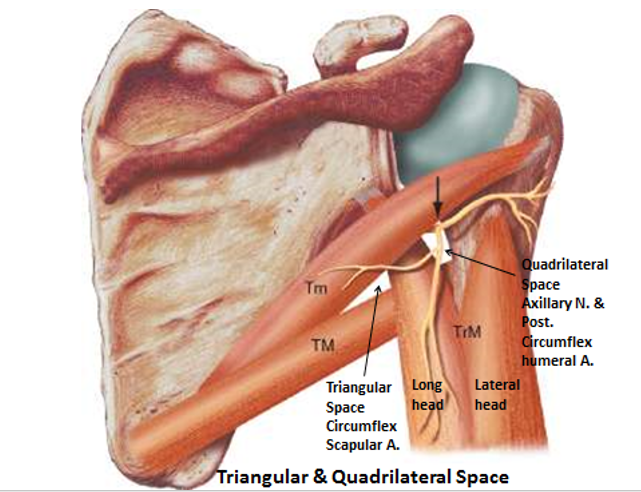 Tm
TM
TrM
Quadrilateral
Space
Axillary N. &
Post.
Circumflex
humeral A.
Triangular
Space
Circumflex
Scapular A.
Long
head
Lateral
head
Triangular & Quadrilateral Space